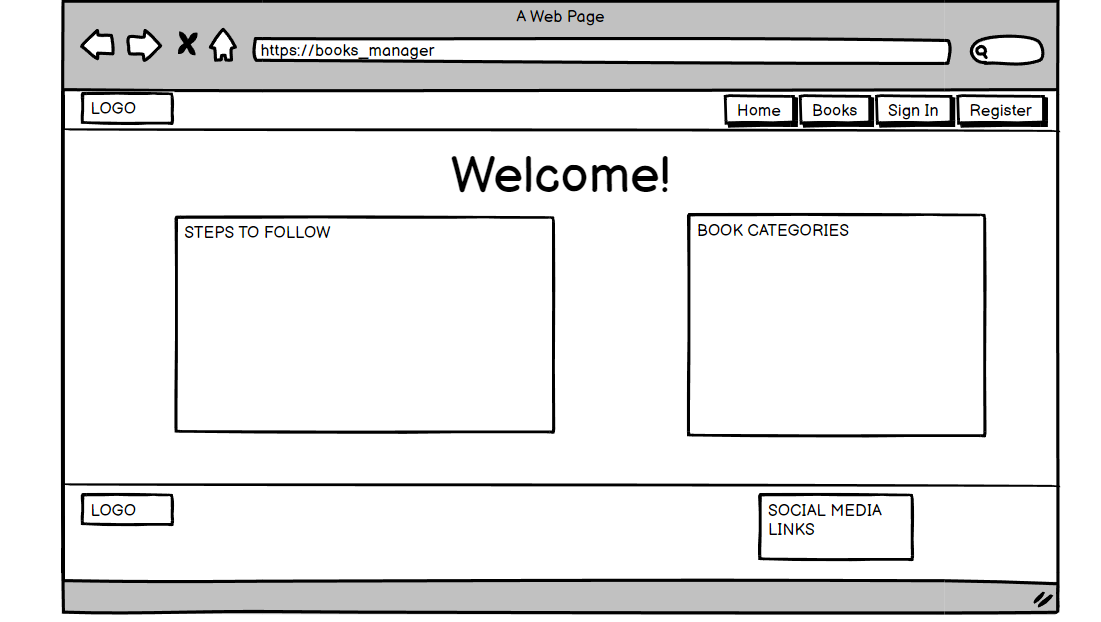 A Web Page
https://books_manager
LOGO
Home
Books
Sign In
Register
Welcome!
STEPS TO FOLLOW
BOOK CATEGORIES
LOGO
SOCIAL MEDIA
LINKS